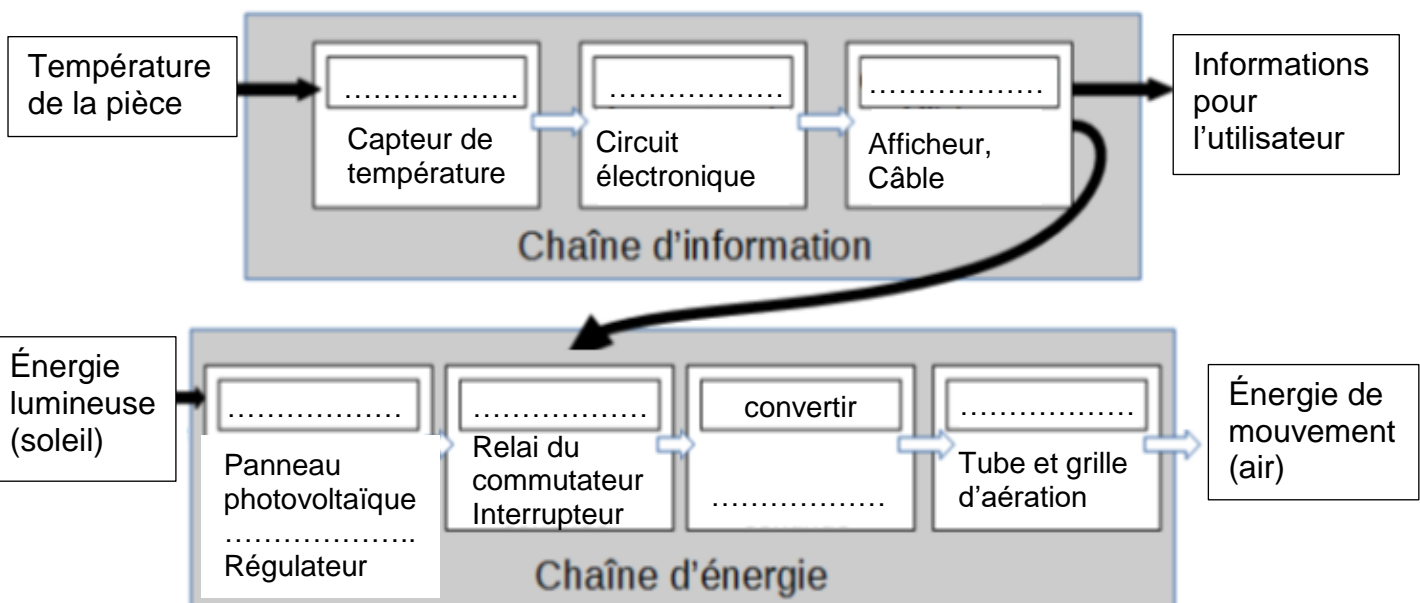 Température
de la pièce
………………
Capteur de
température
………………
Circuit
électronique
………………
Afficheur,
Câble
Informations
pour
l’utilisateur
Chaîne d’information
Énergie
lumineuse
(soleil)
………………
Panneau
photovoltaïque
………………..
Régulateur
………………
Relai du
commutateur
Interrupteur
convertir
………………
………………
Tube et grille
d’aération
Énergie de
mouvement
(air)
Chaîne d’énergie